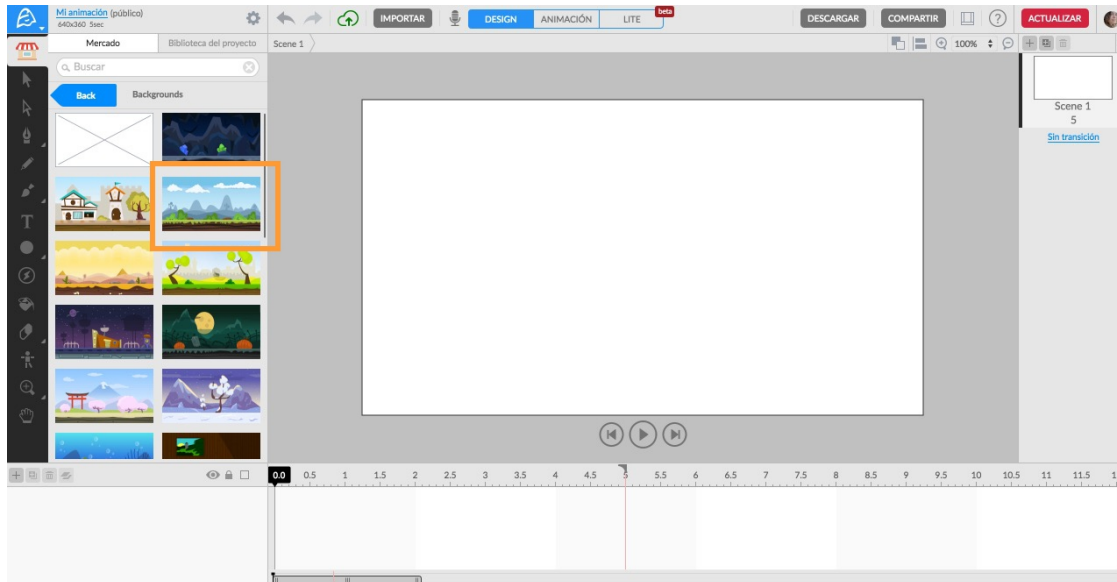 Mi animación (público)
640x360 5sec
IMPORTAR
DESIGN
ANIMACIÓN
LITE
beta
DESCARGAR
COMPARTIR
?
ACTUALIZAR
Mercado
Biblioteca del proyecto
Scene 1
100%
Buscar
Back
Backgrounds
T
Scene 1
5
Sin transición
0.0 0.5 1 1.5 2 2.5 3 3.5 4 4.5 5 5.5 6 6.5 7 7.5 8 8.5 9 9.5 10 10.5 11 11.5